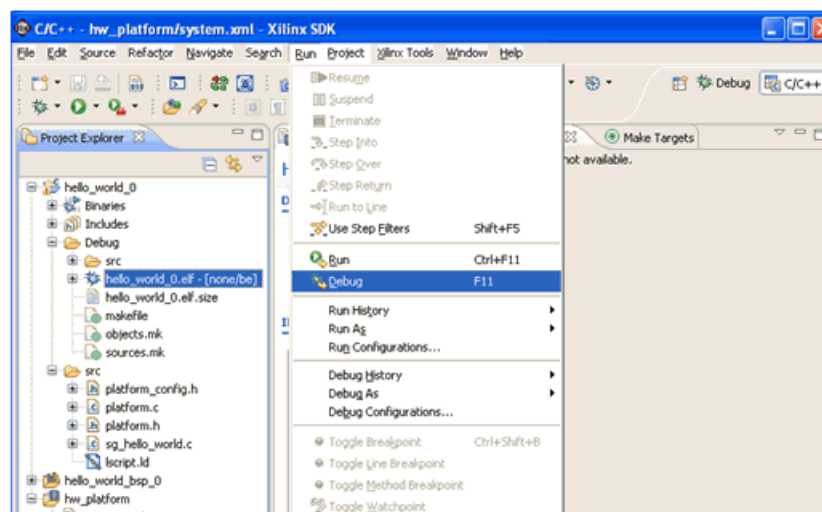 C/C++ - hw_platform/system.xml - Xilinx SDK
File Edit Source Refactor Navigate Search Run Project Xilinx Tools Window Help
Debug C/C++
Project Explorer
Make Targets
not available.
hello_world_0
Binaries
Includes
Debug
src
hello_world_0.elf - [none/be]
hello_world_0.elf.size
makefile
objects.mk
sources.mk
src
platform_config.h
platform.c
platform.h
sg_hello_world.c
lscript.ld
hello_world_bsp_0
hw_platform
Resume
Suspend
Terminate
Step Into
Step Over
Step Return
Run to Line
Use Step Filters Shift+F5
Run Ctrl+F11
Debug F11
Run History
Run As
Run Configurations...
Debug History
Debug As
Debug Configurations...
Toggle Breakpoint Ctrl+Shift+B
Toggle Line Breakpoint
Toggle Method Breakpoint
Toggle Watchpoint